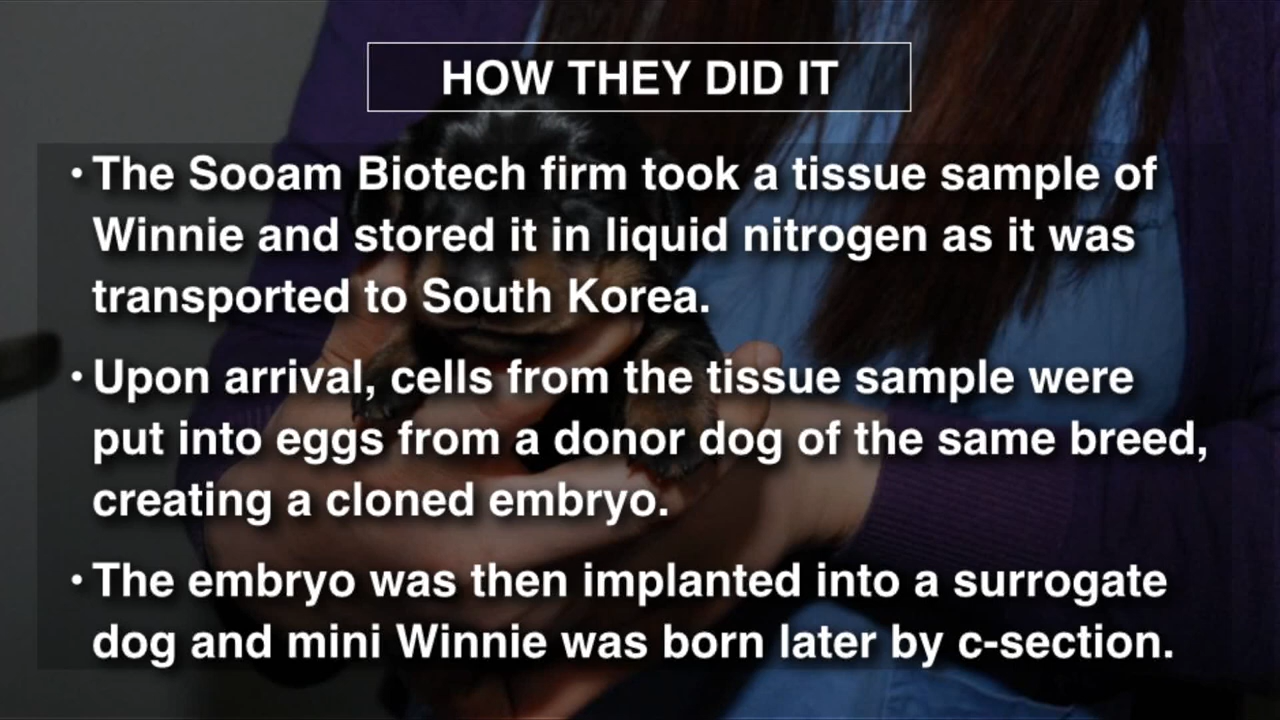 HOW THEY DID IT
• The Sooam Biotech firm took a tissue sample of
Winnie and stored it in liquid nitrogen as it was
transported to South Korea.
• Upon arrival, cells from the tissue sample were
put into eggs from a donor dog of the same breed,
creating a cloned embryo.
• The embryo was then implanted into a surrogate
dog and mini Winnie was born later by c-section.